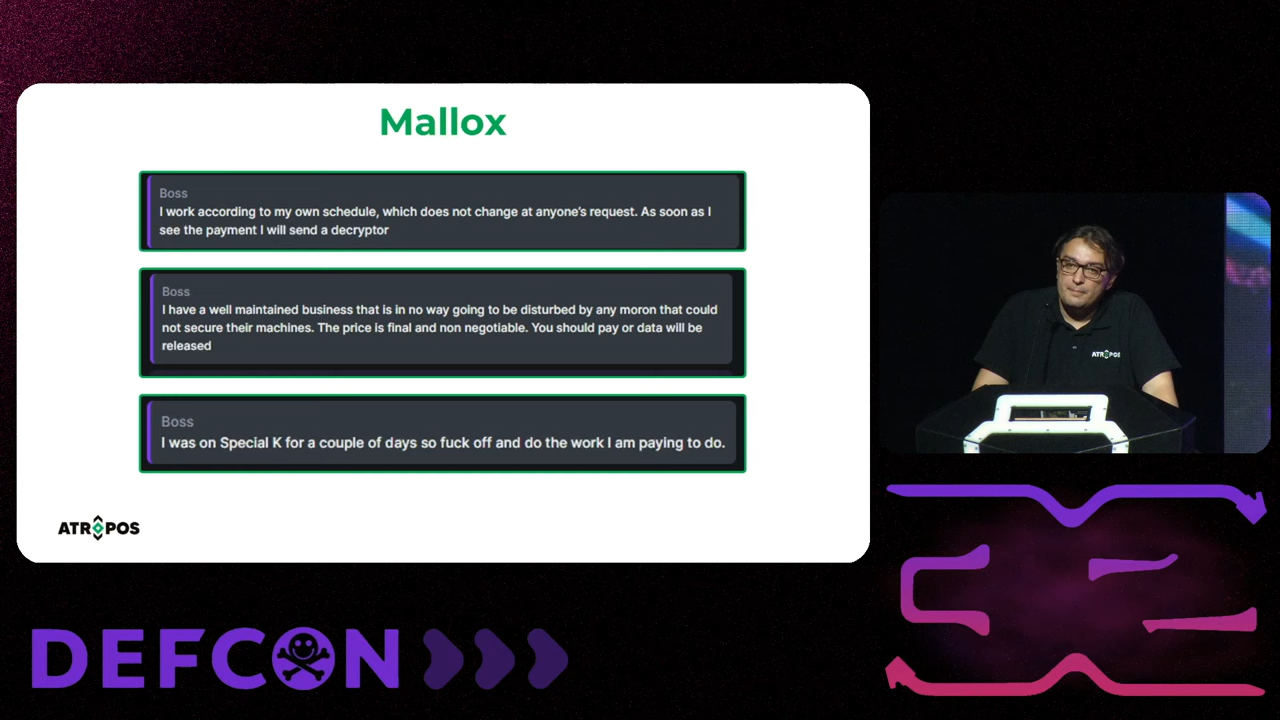 Mallox
Boss
I work according to my own schedule, which does not change at anyone's request. As soon as I
see the payment I will send a decryptor
Boss
I have a well maintained business that is in no way going to be disturbed by any moron that could
not secure their machines. The price is final and non negotiable. You should pay or data will be
released
Boss
I was on Special K for a couple of days so fuck off and do the work I am paying to do.
ATROPOS
ATROPOS
DEFCON